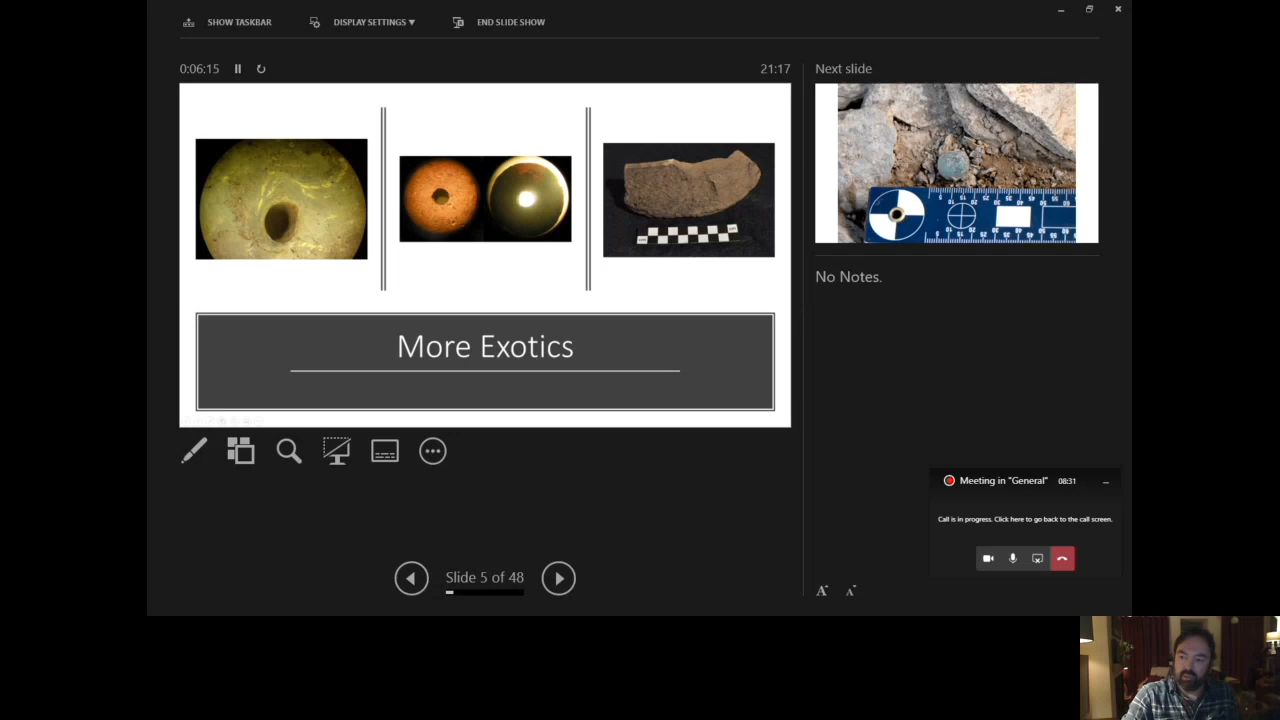 SHOW TASKBAR
DISPLAY SETTINGS ▼
END SLIDE SHOW
0:06:15
21:17
Next slide
More Exotics
No Notes.
Meeting in "General" 08:31
Call is in progress. Click here to go back to the call screen.
Slide 5 of 48
A A